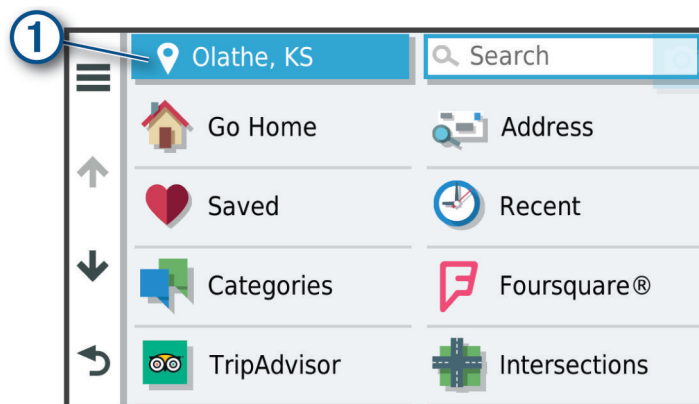 1
Olathe, KS
Search
Go Home
Address
Saved
Recent
Categories
Foursquare®
TripAdvisor
Intersections